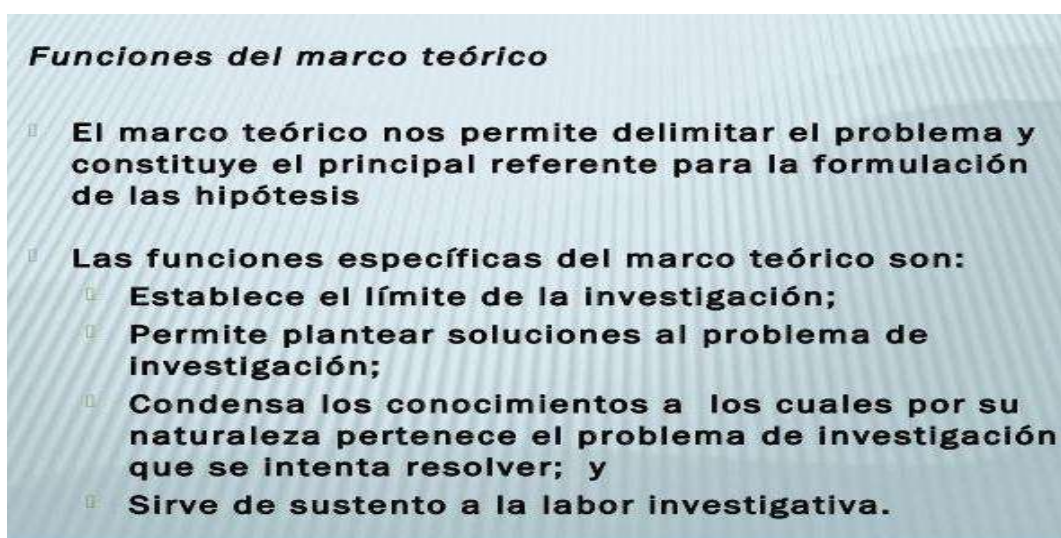 Funciones del marco teórico
El marco teórico nos permite delimitar el problema y
constituye el principal referente para la formulación
de las hipótesis
Las funciones específicas del marco teórico son:
Establece el límite de la investigación;
Permite plantear soluciones al problema de
investigación;
Condensa los conocimientos a los cuales por su
naturaleza pertenece el problema de investigación
que se intenta resolver; y
Sirve de sustento a la labor investigativa.